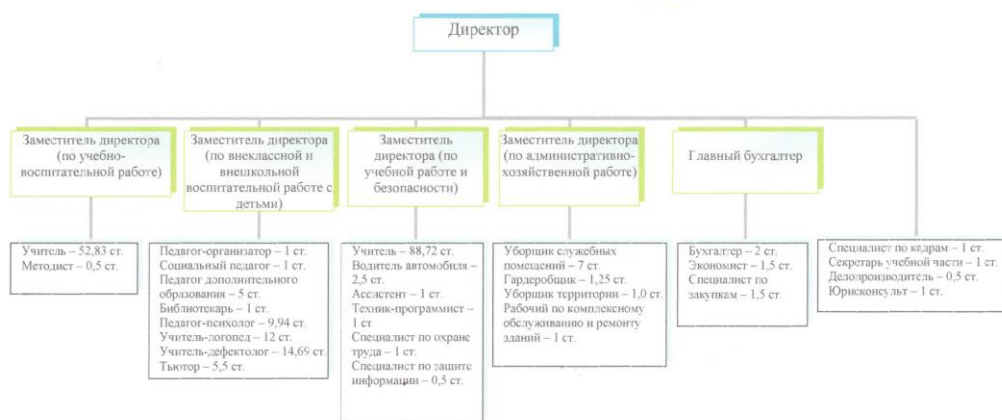 Директор
Заместитель директора
(по учебно-
воспитательной работе)
Заместитель директора
(по внеклассной и
внешкольной
воспитательной работе с
детьми)
Заместитель
директора (по
учебной работе и
безопасности)
Заместитель директора
(по административно-
хозяйственной работе)
Главный бухгалтер
Учитель – 52,83 ст.
Методист – 0,5 ст.
Педагог-организатор – 1 ст.
Социальный педагог – 1 ст.
Педагог дополнительного
образования – 5 ст.
Библиотекарь – 1 ст.
Педагог-психолог – 9,94 ст.
Учитель-логопед – 12 ст.
Учитель-дефектолог – 14,69 ст.
Тьютор – 5,5 ст.
Учитель – 88,72 ст.
Водитель автомобиля –
2,5 ст.
Ассистент – 1 ст.
Техник-программист –
1 ст
Специалист по охране
труда – 1 ст.
Специалист по защите
информации – 0,5 ст.
Уборщик служебных
помещений – 7 ст.
Гардеробщик – 1,25 ст.
Уборщик территории – 1,0 ст.
Рабочий по комплексному
обслуживанию и ремонту
зданий – 1 ст.
Бухгалтер – 2 ст.
Экономист – 1,5 ст.
Специалист по
закупкам – 1,5 ст.
Специалист по кадрам – 1 ст.
Секретарь учебной части – 1 ст.
Делопроизводитель – 0,5 ст.
Юрисконсульт – 1 ст.